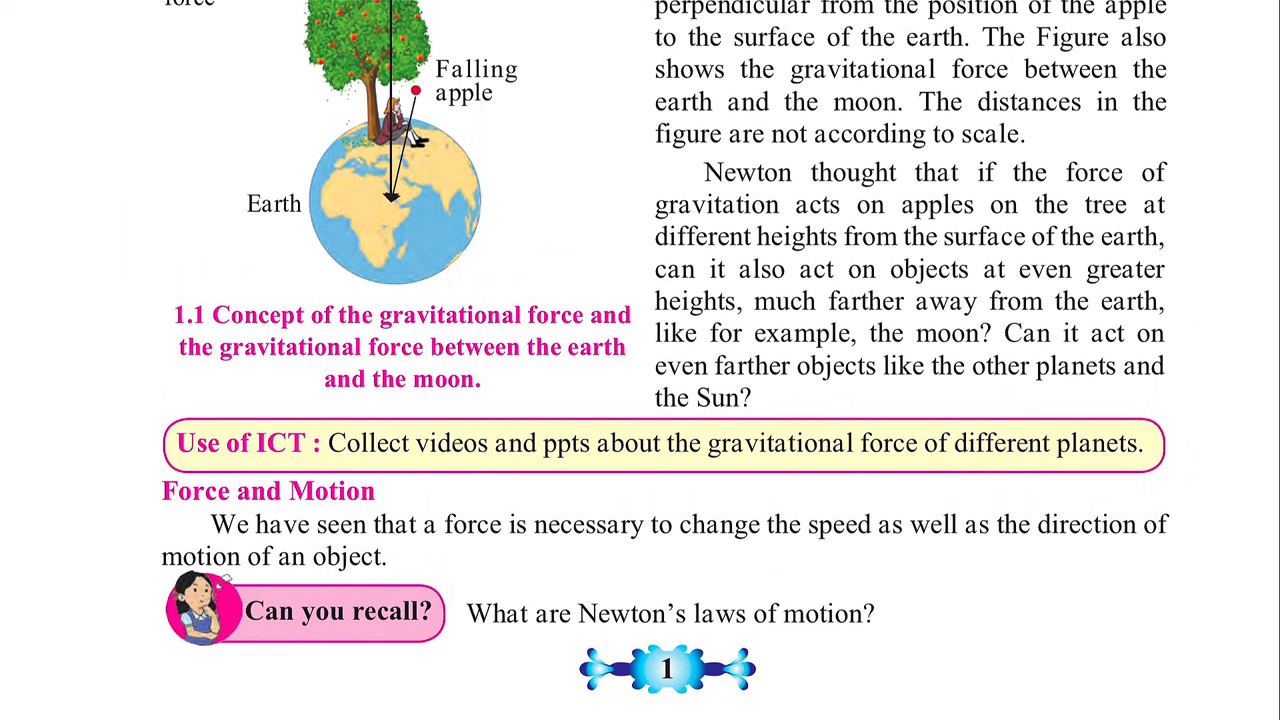 force
Falling
apple
Earth
1.1 Concept of the gravitational force and
the gravitational force between the earth
and the moon.
perpendicular from the position of the apple
to the surface of the earth. The Figure also
shows the gravitational force between the
earth and the moon. The distances in the
figure are not according to scale.
Newton thought that if the force of
gravitation acts on apples on the tree at
different heights from the surface of the earth,
can it also act on objects at even greater
heights, much farther away from the earth,
like for example, the moon? Can it act on
even farther objects like the other planets and
the Sun?
Use of ICT : Collect videos and ppts about the gravitational force of different planets.
Force and Motion
We have seen that a force is necessary to change the speed as well as the direction of
motion of an object.
Can you recall? What are Newton's laws of motion?
1